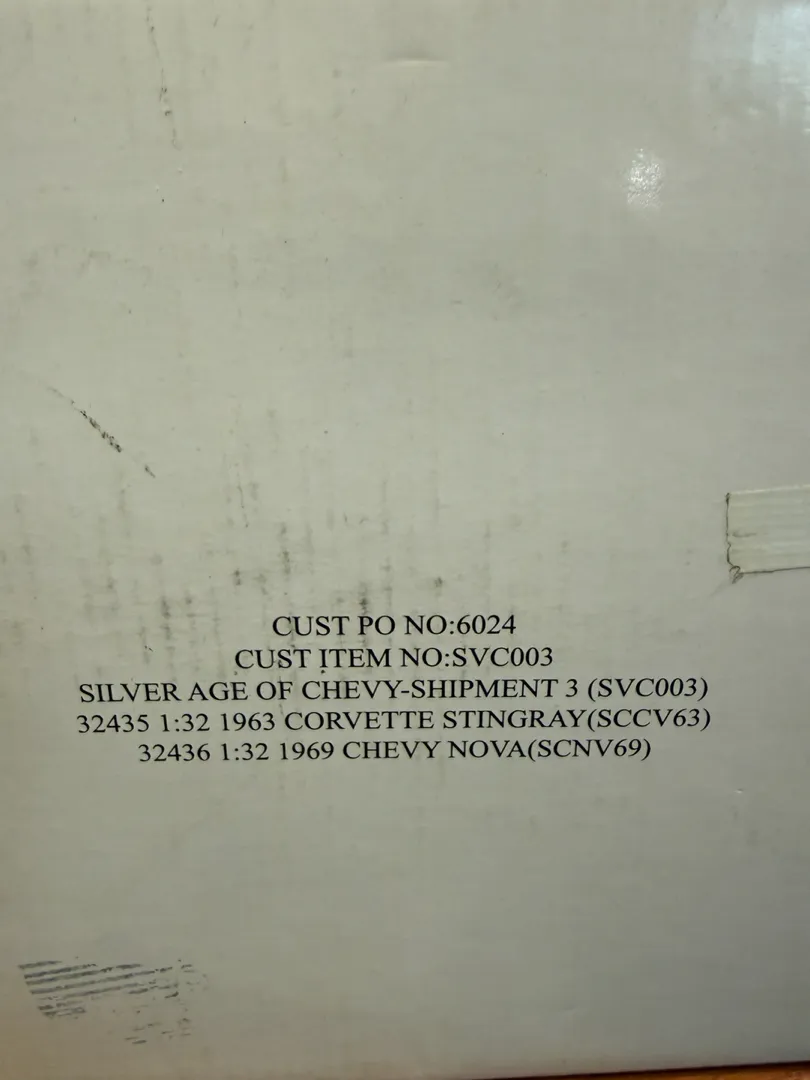 CUST PO NO:6024
CUST ITEM NO:SVC003
SILVER AGE OF CHEVY-SHIPMENT 3 (SVC003)
32435 1:32 1963 CORVETTE STINGRAY(SCCV63)
32436 1:32 1969 CHEVY NOVA(SCNV69)